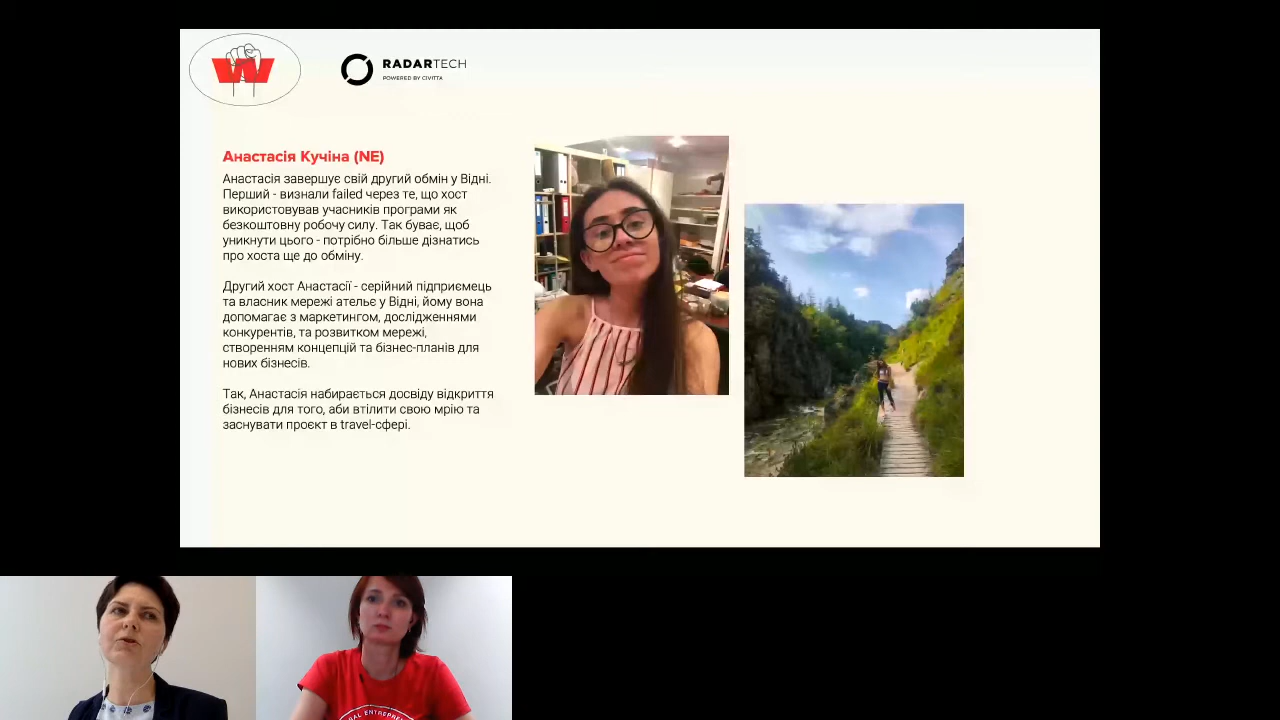 W
RADARTECH
POWERED BY CIVITTA
Анастасія Кучіна (NE)
Анастасія завершує свій другий обмін у Відні.
Перший - визнали failed через те, що хост
використовував учасників програми як
безкоштовну робочу силу. Так буває, щоб
уникнути цього - потрібно більше дізнатись
про хоста ще до обміну.
Другий хост Анастасії - серійний підприємець
та власник мережі ательє у Відні, йому вона
допомагає з маркетингом, дослідженнями
конкурентів, та розвитком мережі,
створенням концепцій та бізнес-планів для
нових бізнесів.
Так, Анастасія набирається досвіду відкриття
бізнесів для того, аби втілити свою мрію та
заснувати проєкт в travel-сфері.